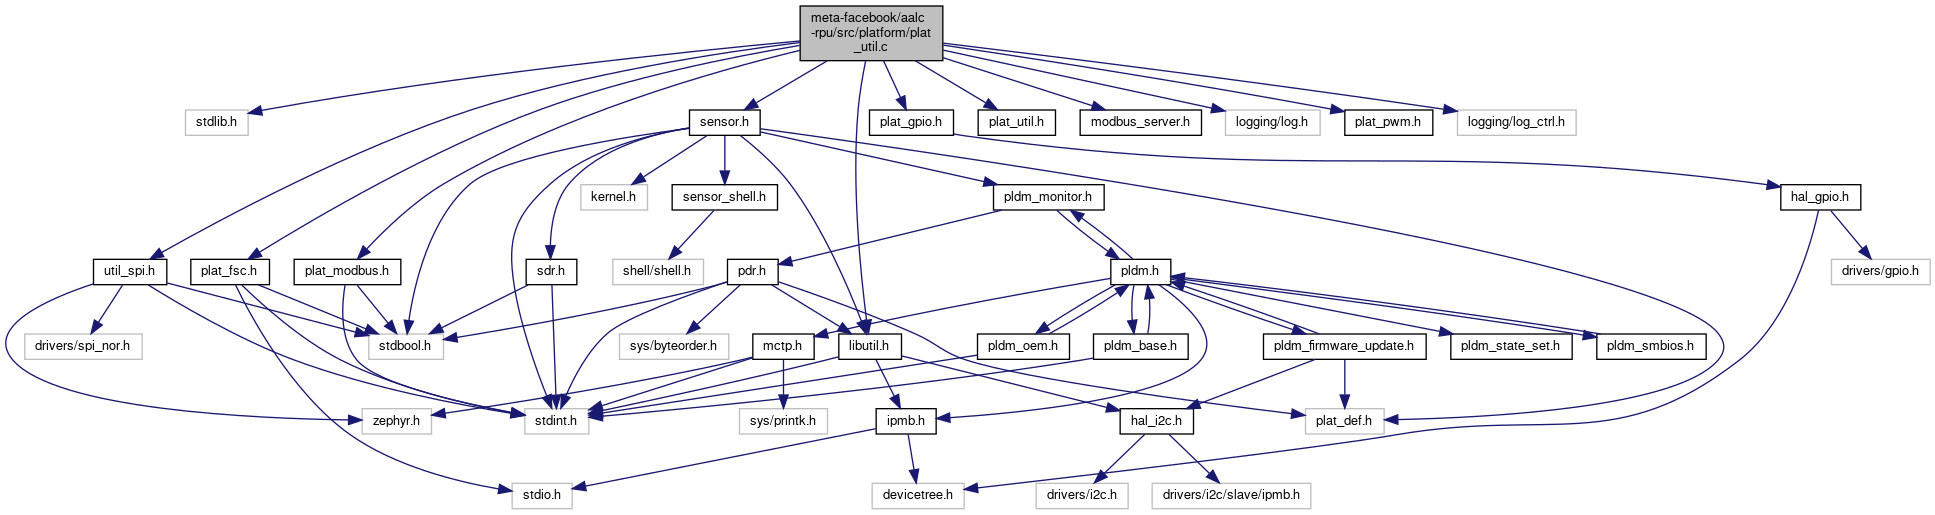 meta-facebook/aalc
-rpu/src/platform/plat
_util.c
stdlib.h
sensor.h
plat_gpio.h
plat_util.h
modbus_server.h
logging/log.h
plat_pwm.h
logging/log_ctrl.h
kernel.h
sensor_shell.h
pldm_monitor.h
hal_gpio.h
util_spi.h
plat_fsc.h
plat_modbus.h
sdr.h
shell/shell.h
pdr.h
pldm.h
drivers/gpio.h
drivers/spi_nor.h
stdbool.h
sys/byteorder.h
mctp.h
libutil.h
pldm_oem.h
pldm_base.h
pldm_firmware_update.h
pldm_state_set.h
pldm_smbios.h
zephyr.h
stdint.h
sys/printk.h
ipmb.h
hal_i2c.h
plat_def.h
stdio.h
devicetree.h
drivers/i2c.h
drivers/i2c/slave/ipmb.h